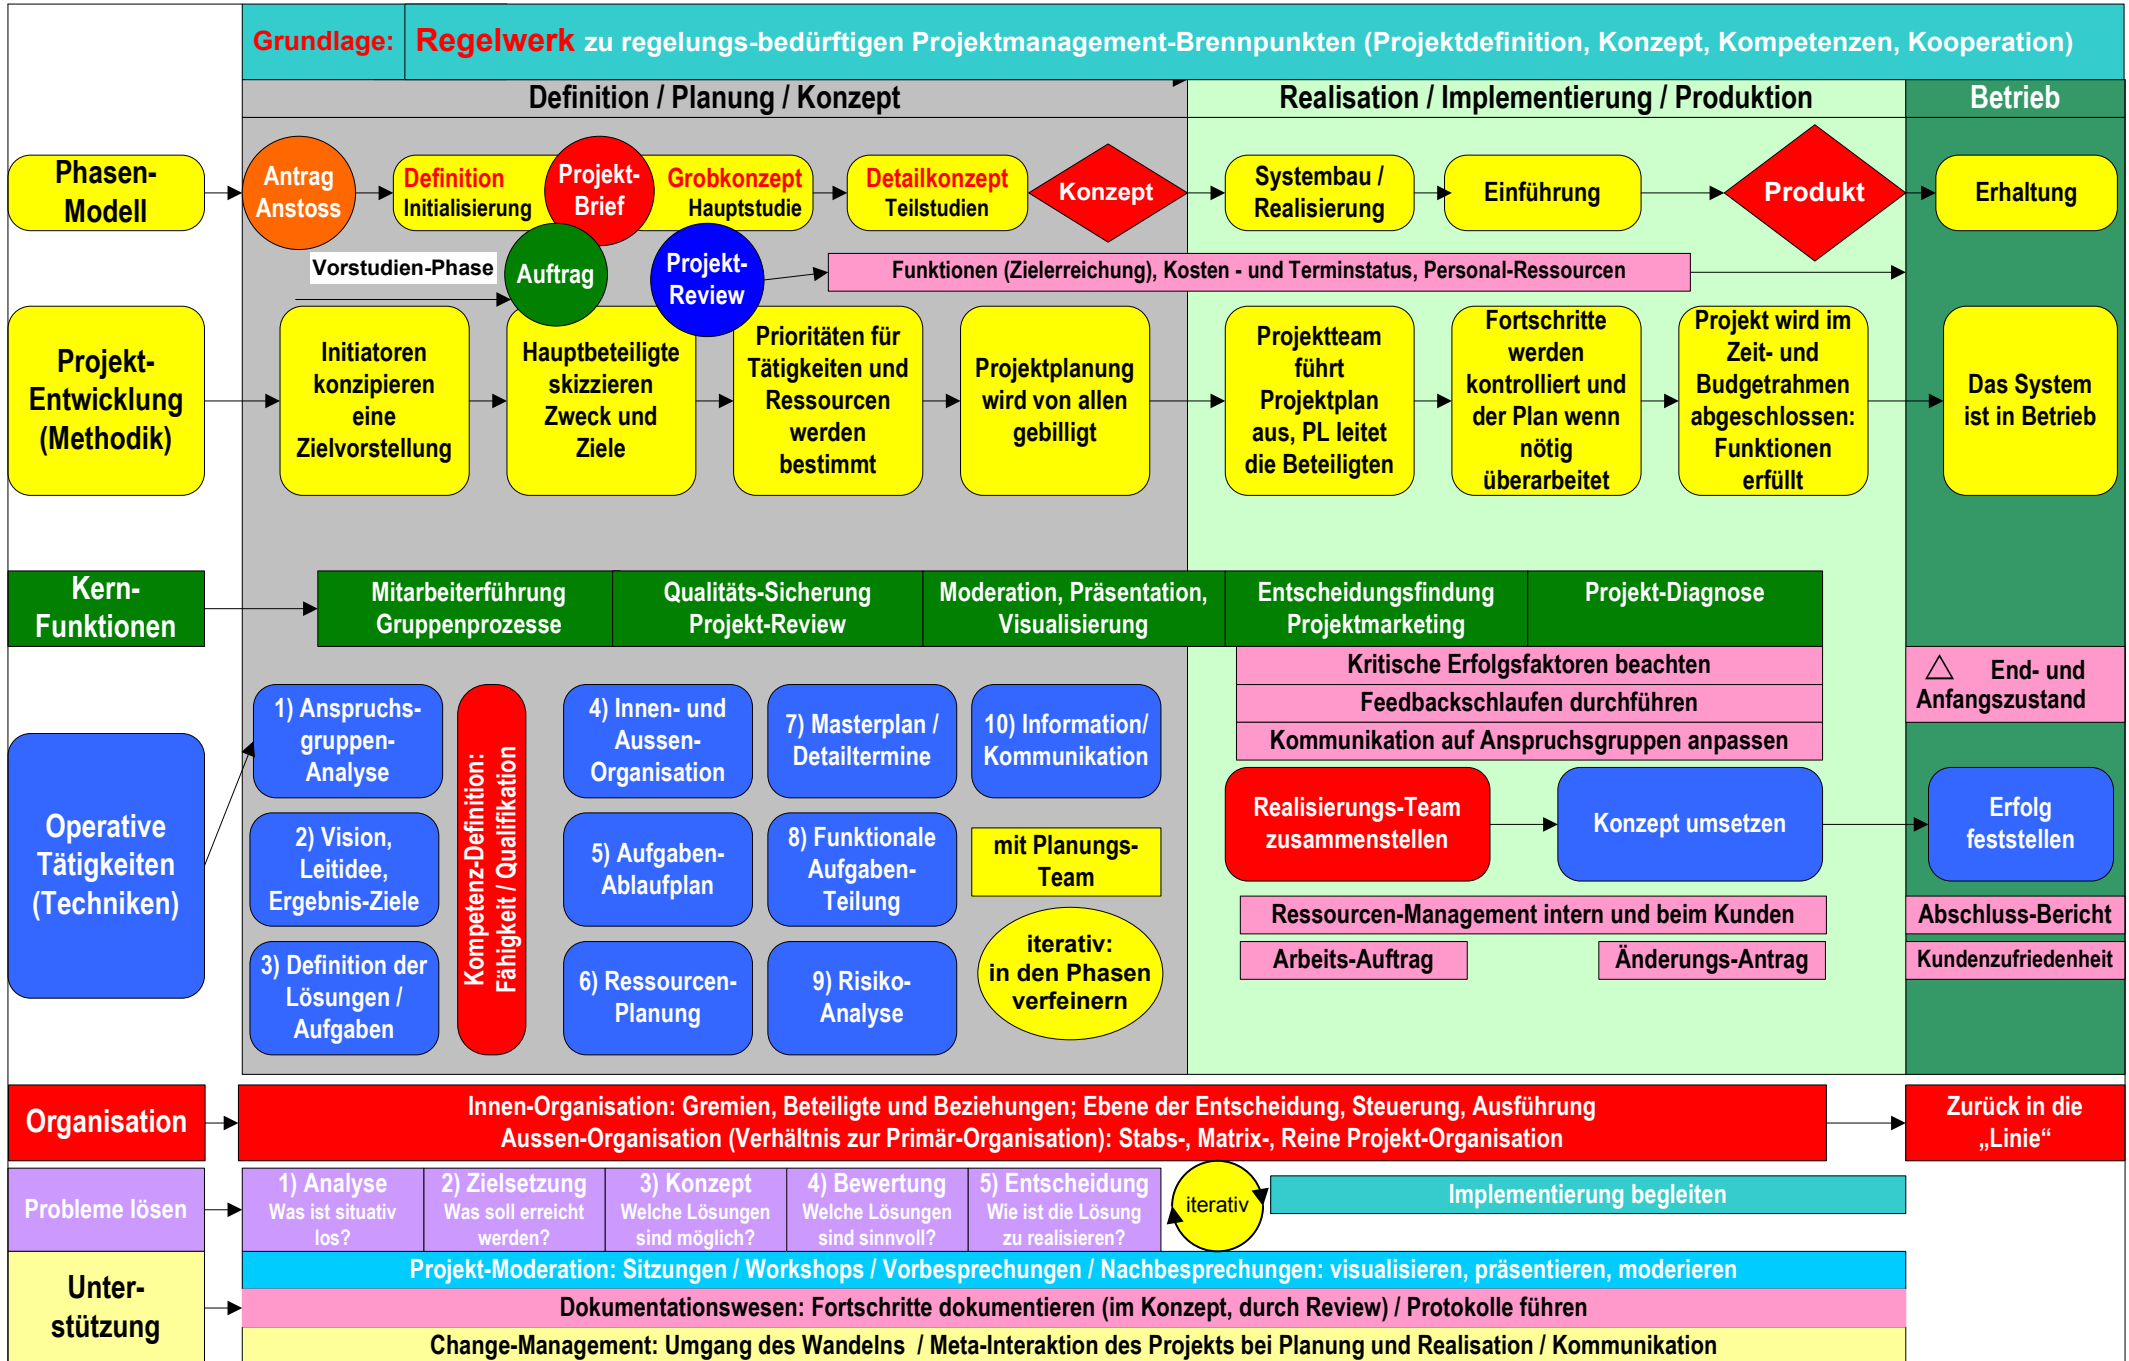 Grundlage: Regelwerk zu regelungs-bedürftigen Projektmanagement-Brennpunkten (Projektdefinition, Konzept, Kompetenzen, Kooperation)
Definition / Planung / Konzept
Realisation / Implementierung / Produktion
Betrieb
Phasen-
Modell
Antrag
Anstoss
Definition
Initialisierung
Projekt-
Brief
Grobkonzept
Hauptstudie
Detailkonzept
Teilstudien
Konzept
Systembau /
Realisierung
Einführung
Produkt
Erhaltung
Vorstudien-Phase
Auftrag
Projekt-
Review
Funktionen (Zielerreichung), Kosten - und Terminstatus, Personal-Ressourcen
Projekt-
Entwicklung
(Methodik)
Initiatoren
konzipieren
eine
Zielvorstellung
Hauptbeteiligte
skizzieren
Zweck und
Ziele
Prioritäten für
Tätigkeiten und
Ressourcen
werden
bestimmt
Projektplanung
wird von allen
gebilligt
Projektteam
führt
Projektplan
aus, PL leitet
die Beteiligten
Fortschritte
werden
kontrolliert und
der Plan wenn
nötig
überarbeitet
Projekt wird im
Zeit- und
Budgetrahmen
abgeschlossen:
Funktionen
erfüllt
Das System
ist in Betrieb
Kern-
Funktionen
Mitarbeiterführung
Gruppenprozesse
Qualitäts-Sicherung
Projekt-Review
Moderation, Präsentation,
Visualisierung
Entscheidungsfindung
Projektmarketing
Projekt-Diagnose
Kritische Erfolgsfaktoren beachten
Feedbackschlaufen durchführen
Kommunikation auf Anspruchsgruppen anpassen
△ End- und
Anfangszustand
Operative
Tätigkeiten
(Techniken)
1) Anspruchs-
gruppen-
Analyse
2) Vision,
Leitidee,
Ergebnis-Ziele
3) Definition der
Lösungen /
Aufgaben
Kompetenz-Definition:
Fähigkeit / Qualifikation
4) Innen- und
Aussen-
Organisation
5) Aufgaben-
Ablaufplan
6) Ressourcen-
Planung
7) Masterplan /
Detailtermine
8) Funktionale
Aufgaben-
Teilung
9) Risiko-
Analyse
10) Information/
Kommunikation
mit Planungs-
Team
iterativ:
in den Phasen
verfeinern
Realisierungs-Team
zusammenstellen
Konzept umsetzen
Erfolg
feststellen
Ressourcen-Management intern und beim Kunden
Arbeits-Auftrag
Änderungs-Antrag
Abschluss-Bericht
Kundenzufriedenheit
Organisation
Innen-Organisation: Gremien, Beteiligte und Beziehungen; Ebene der Entscheidung, Steuerung, Ausführung
Aussen-Organisation (Verhältnis zur Primär-Organisation): Stabs-, Matrix-, Reine Projekt-Organisation
Zurück in die
„Linie“
Probleme lösen
1) Analyse
Was ist situativ
los?
2) Zielsetzung
Was soll erreicht
werden?
3) Konzept
Welche Lösungen
sind möglich?
4) Bewertung
Welche Lösungen
sind sinnvoll?
5) Entscheidung
Wie ist die Lösung
zu realisieren?
iterativ
Implementierung begleiten
Unter-
stützung
Projekt-Moderation: Sitzungen / Workshops / Vorbesprechungen / Nachbesprechungen: visualisieren, präsentieren, moderieren
Dokumentationswesen: Fortschritte dokumentieren (im Konzept, durch Review) / Protokolle führen
Change-Management: Umgang des Wandelns / Meta-Interaktion des Projekts bei Planung und Realisation / Kommunikation